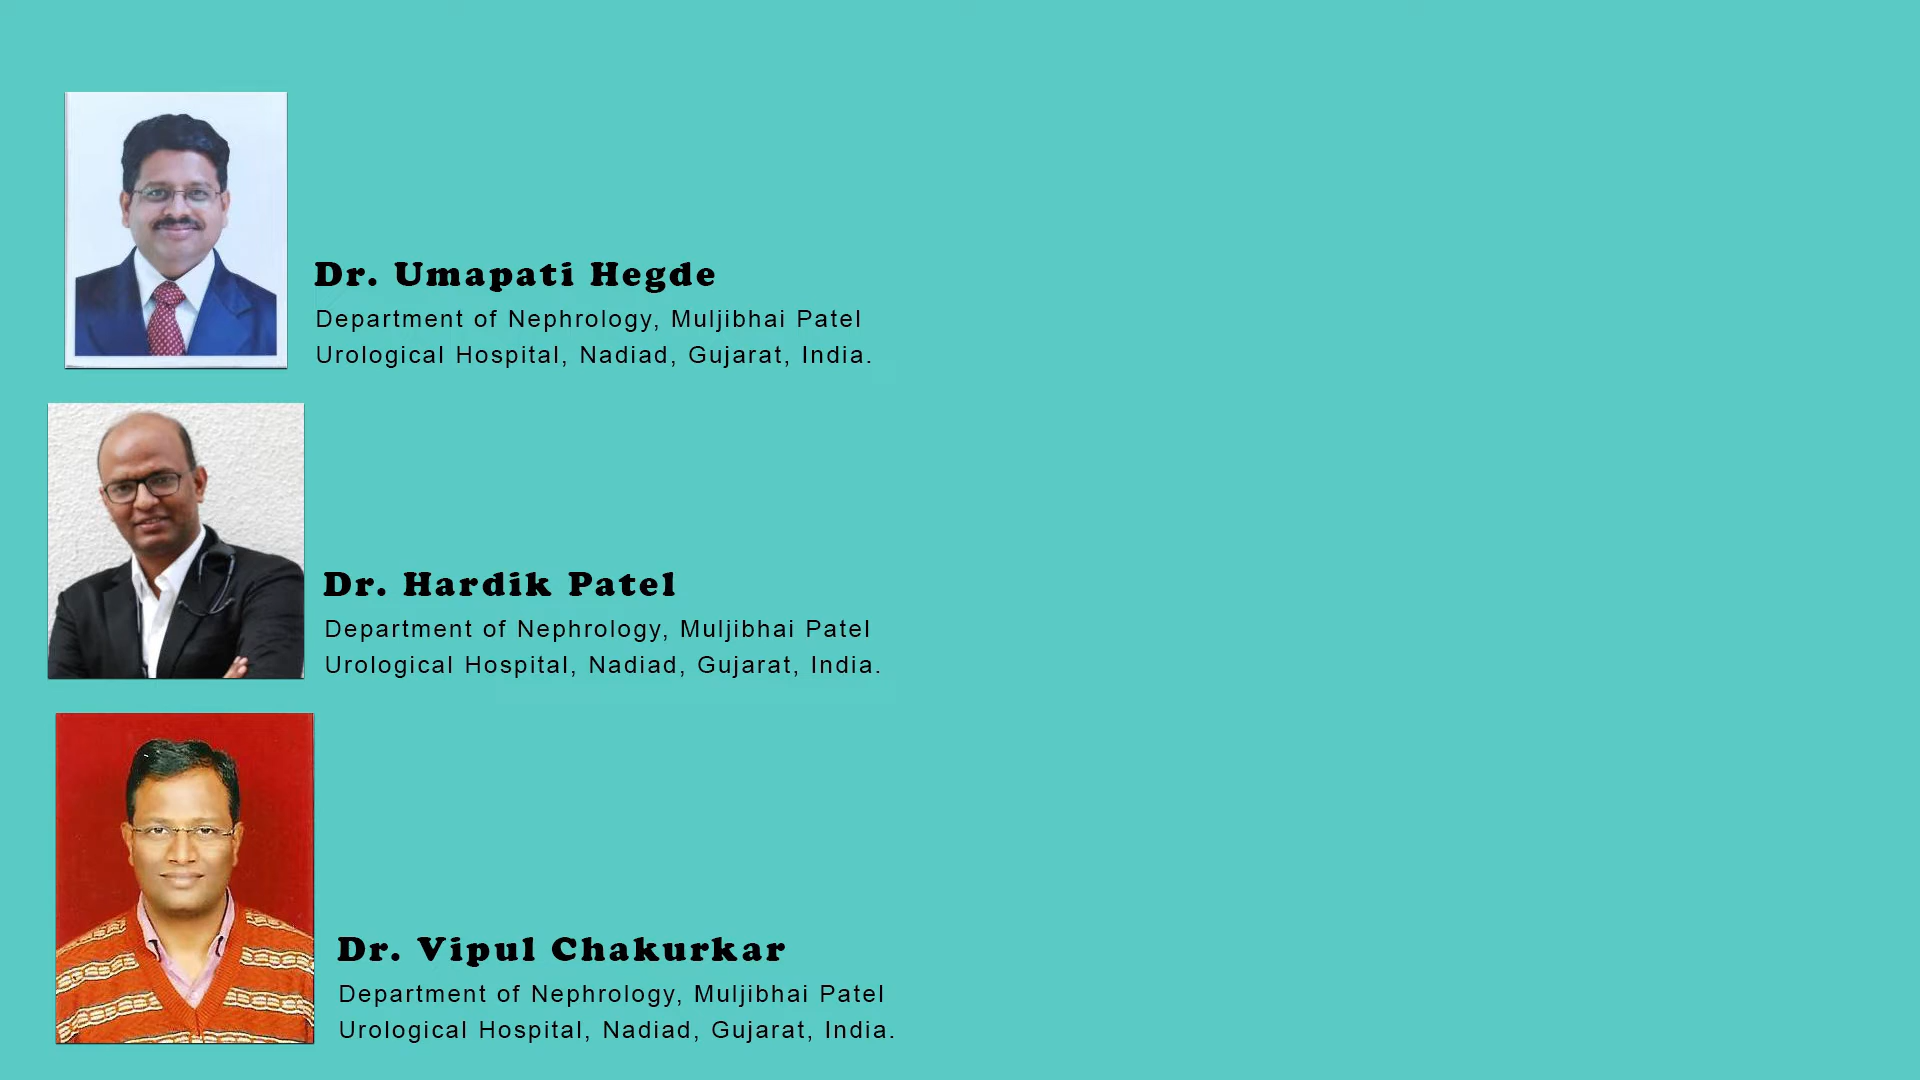 Dr. Umapati Hegde
Department of Nephrology, Muljibhai Patel
Urological Hospital, Nadiad, Gujarat, India.
Dr. Hardik Patel
Department of Nephrology, Muljibhai Patel
Urological Hospital, Nadiad, Gujarat, India.
Dr. Vipul Chakurkar
Department of Nephrology, Muljibhai Patel
Urological Hospital, Nadiad, Gujarat, India.